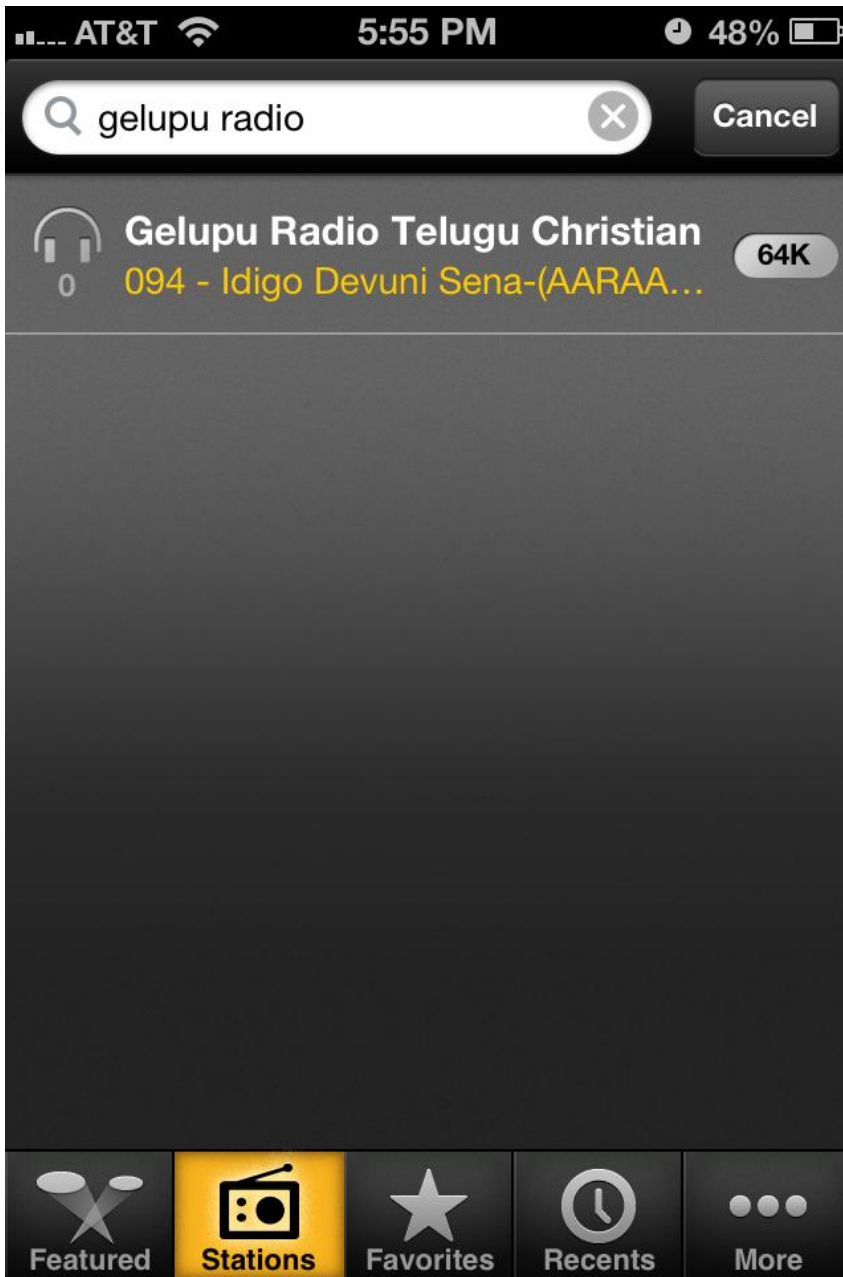 AT&T 5:55 PM 48%
gelupu radio Cancel
Gelupu Radio Telugu Christian
64K
0 094 - Idigo Devuni Sena-(AARAA...
Featured Stations Favorites Recents More